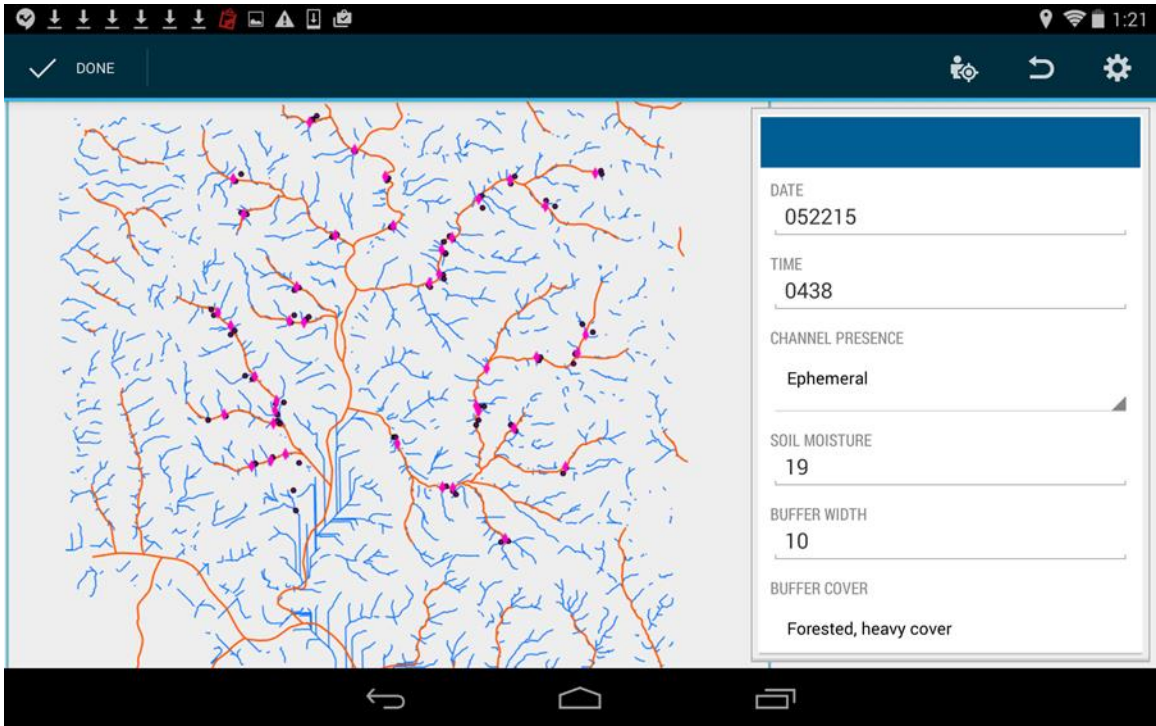 1:21
DONE
DATE
052215
TIME
0438
CHANNEL PRESENCE
Ephemeral
SOIL MOISTURE
19
BUFFER WIDTH
10
BUFFER COVER
Forested, heavy cover